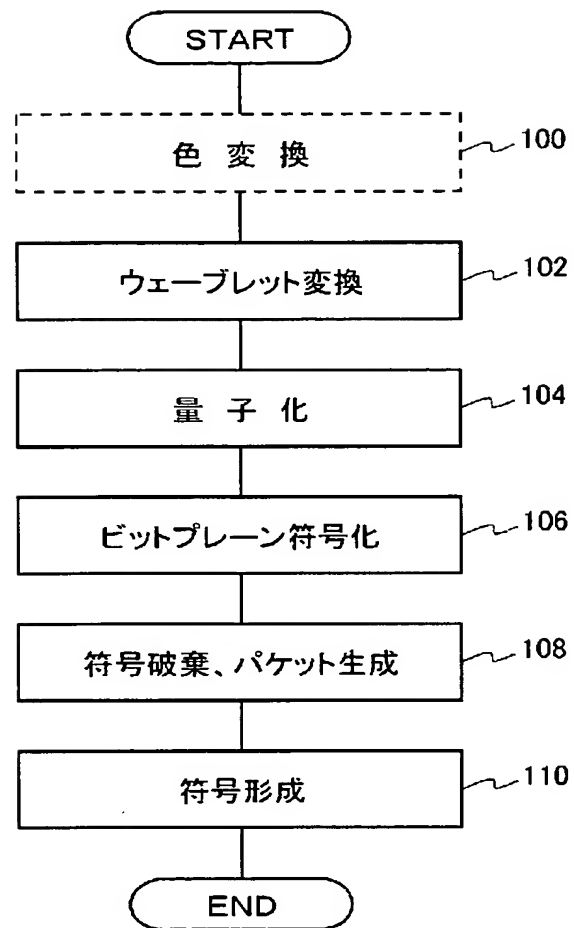 START
色変換
100
ウェーブレット変換
102
量子化
104
ビットプレーン符号化
106
符号破棄、パケット生成
108
符号形成
110
END